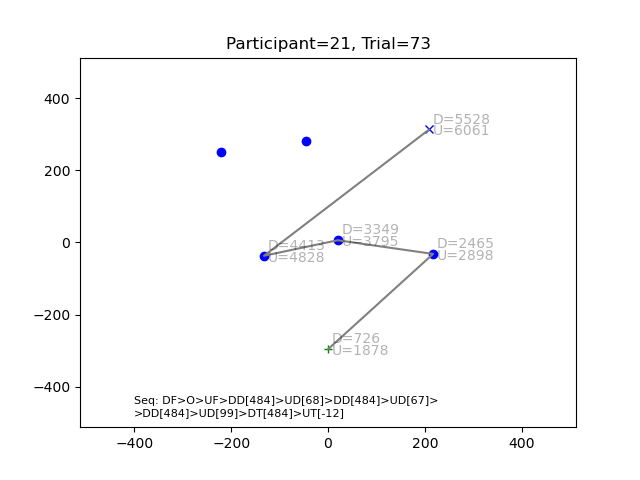 Participant=21, Trial=73
400
200
0
−200
−400
−400
−200
0
200
400
D=5528
U=6061
D=3349
U=3795
D=4413
U=4828
D=2465
U=2898
D=726
U=1878
Seq: DF>O>UF>DD[484]>UD[68]>DD[484]>UD[67]>
>DD[484]>UD[99]>DT[484]>UT[-12]